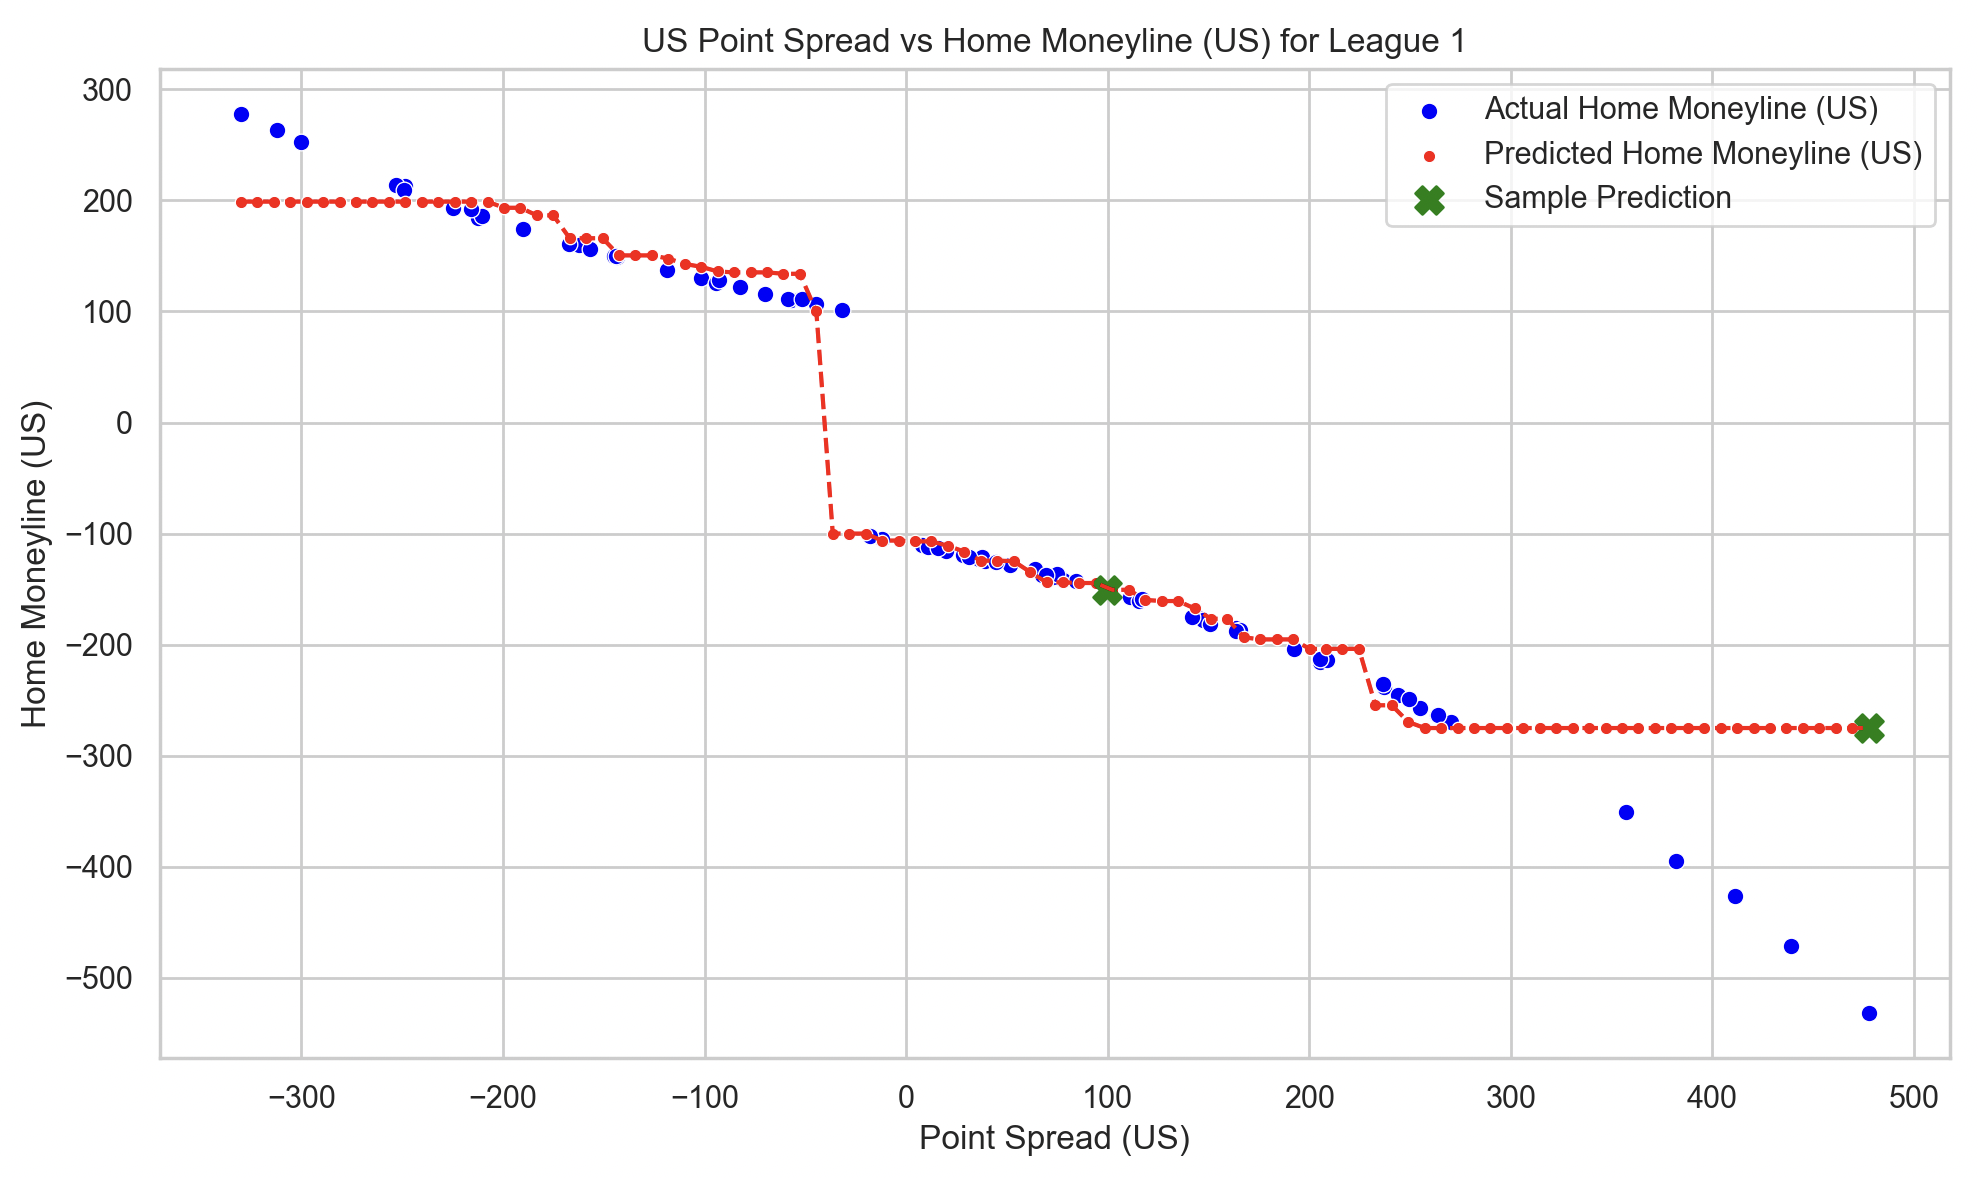 US Point Spread vs Home Moneyline (US) for League 1
Actual Home Moneyline (US)
Predicted Home Moneyline (US)
Sample Prediction
Home Moneyline (US)
300
200
100
0
−100
−200
−300
−400
−500
−300 −200 −100 0 100 200 300 400 500
Point Spread (US)